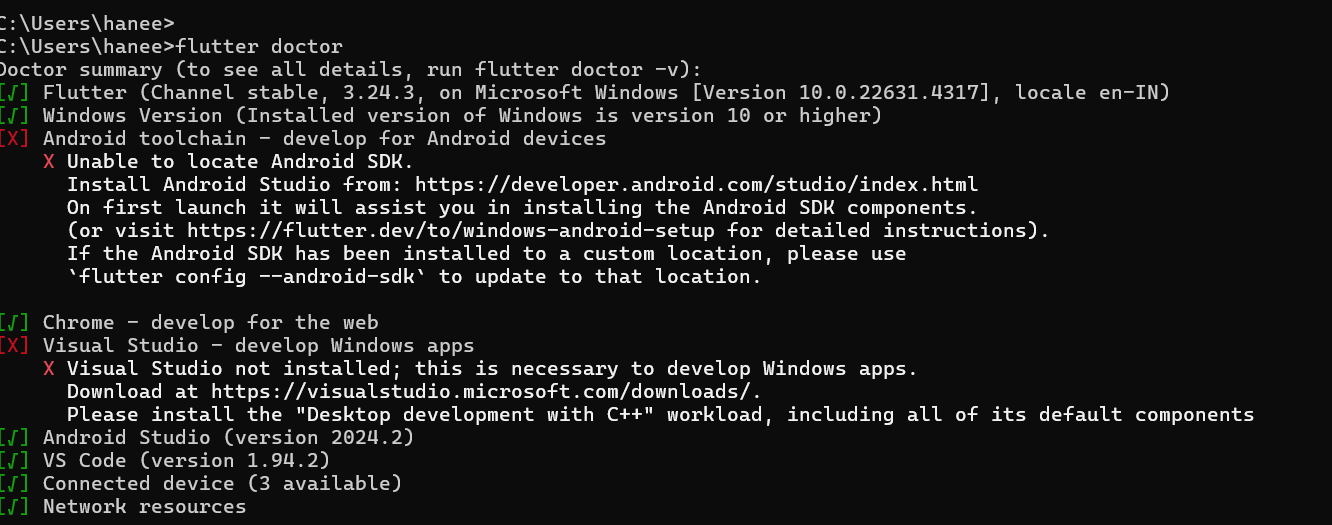 C:\Users\hanee>
C:\Users\hanee>flutter doctor
Doctor summary (to see all details, run flutter doctor -v):
[√] Flutter (Channel stable, 3.24.3, on Microsoft Windows [Version 10.0.22631.4317], locale en-IN)
[√] Windows Version (Installed version of Windows is version 10 or higher)
[X] Android toolchain - develop for Android devices
    X Unable to locate Android SDK.
      Install Android Studio from: https://developer.android.com/studio/index.html
      On first launch it will assist you in installing the Android SDK components.
      (or visit https://flutter.dev/to/windows-android-setup for detailed instructions).
      If the Android SDK has been installed to a custom location, please use
      `flutter config --android-sdk` to update to that location.

[√] Chrome - develop for the web
[X] Visual Studio - develop Windows apps
    X Visual Studio not installed; this is necessary to develop Windows apps.
      Download at https://visualstudio.microsoft.com/downloads/.
      Please install the "Desktop development with C++" workload, including all of its default components
[√] Android Studio (version 2024.2)
[√] VS Code (version 1.94.2)
[√] Connected device (3 available)
[√] Network resources